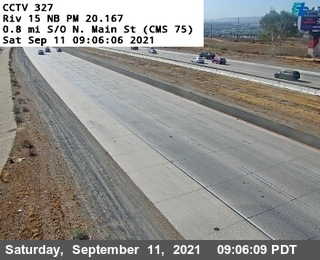 CCTV 327
Riv 15 NB PM 20.167
0.8 mi S/O N. Main St (CMS 75)
Sat Sep 11 09:06:06 2021
Saturday, September 11, 2021 09:06:09 PDT